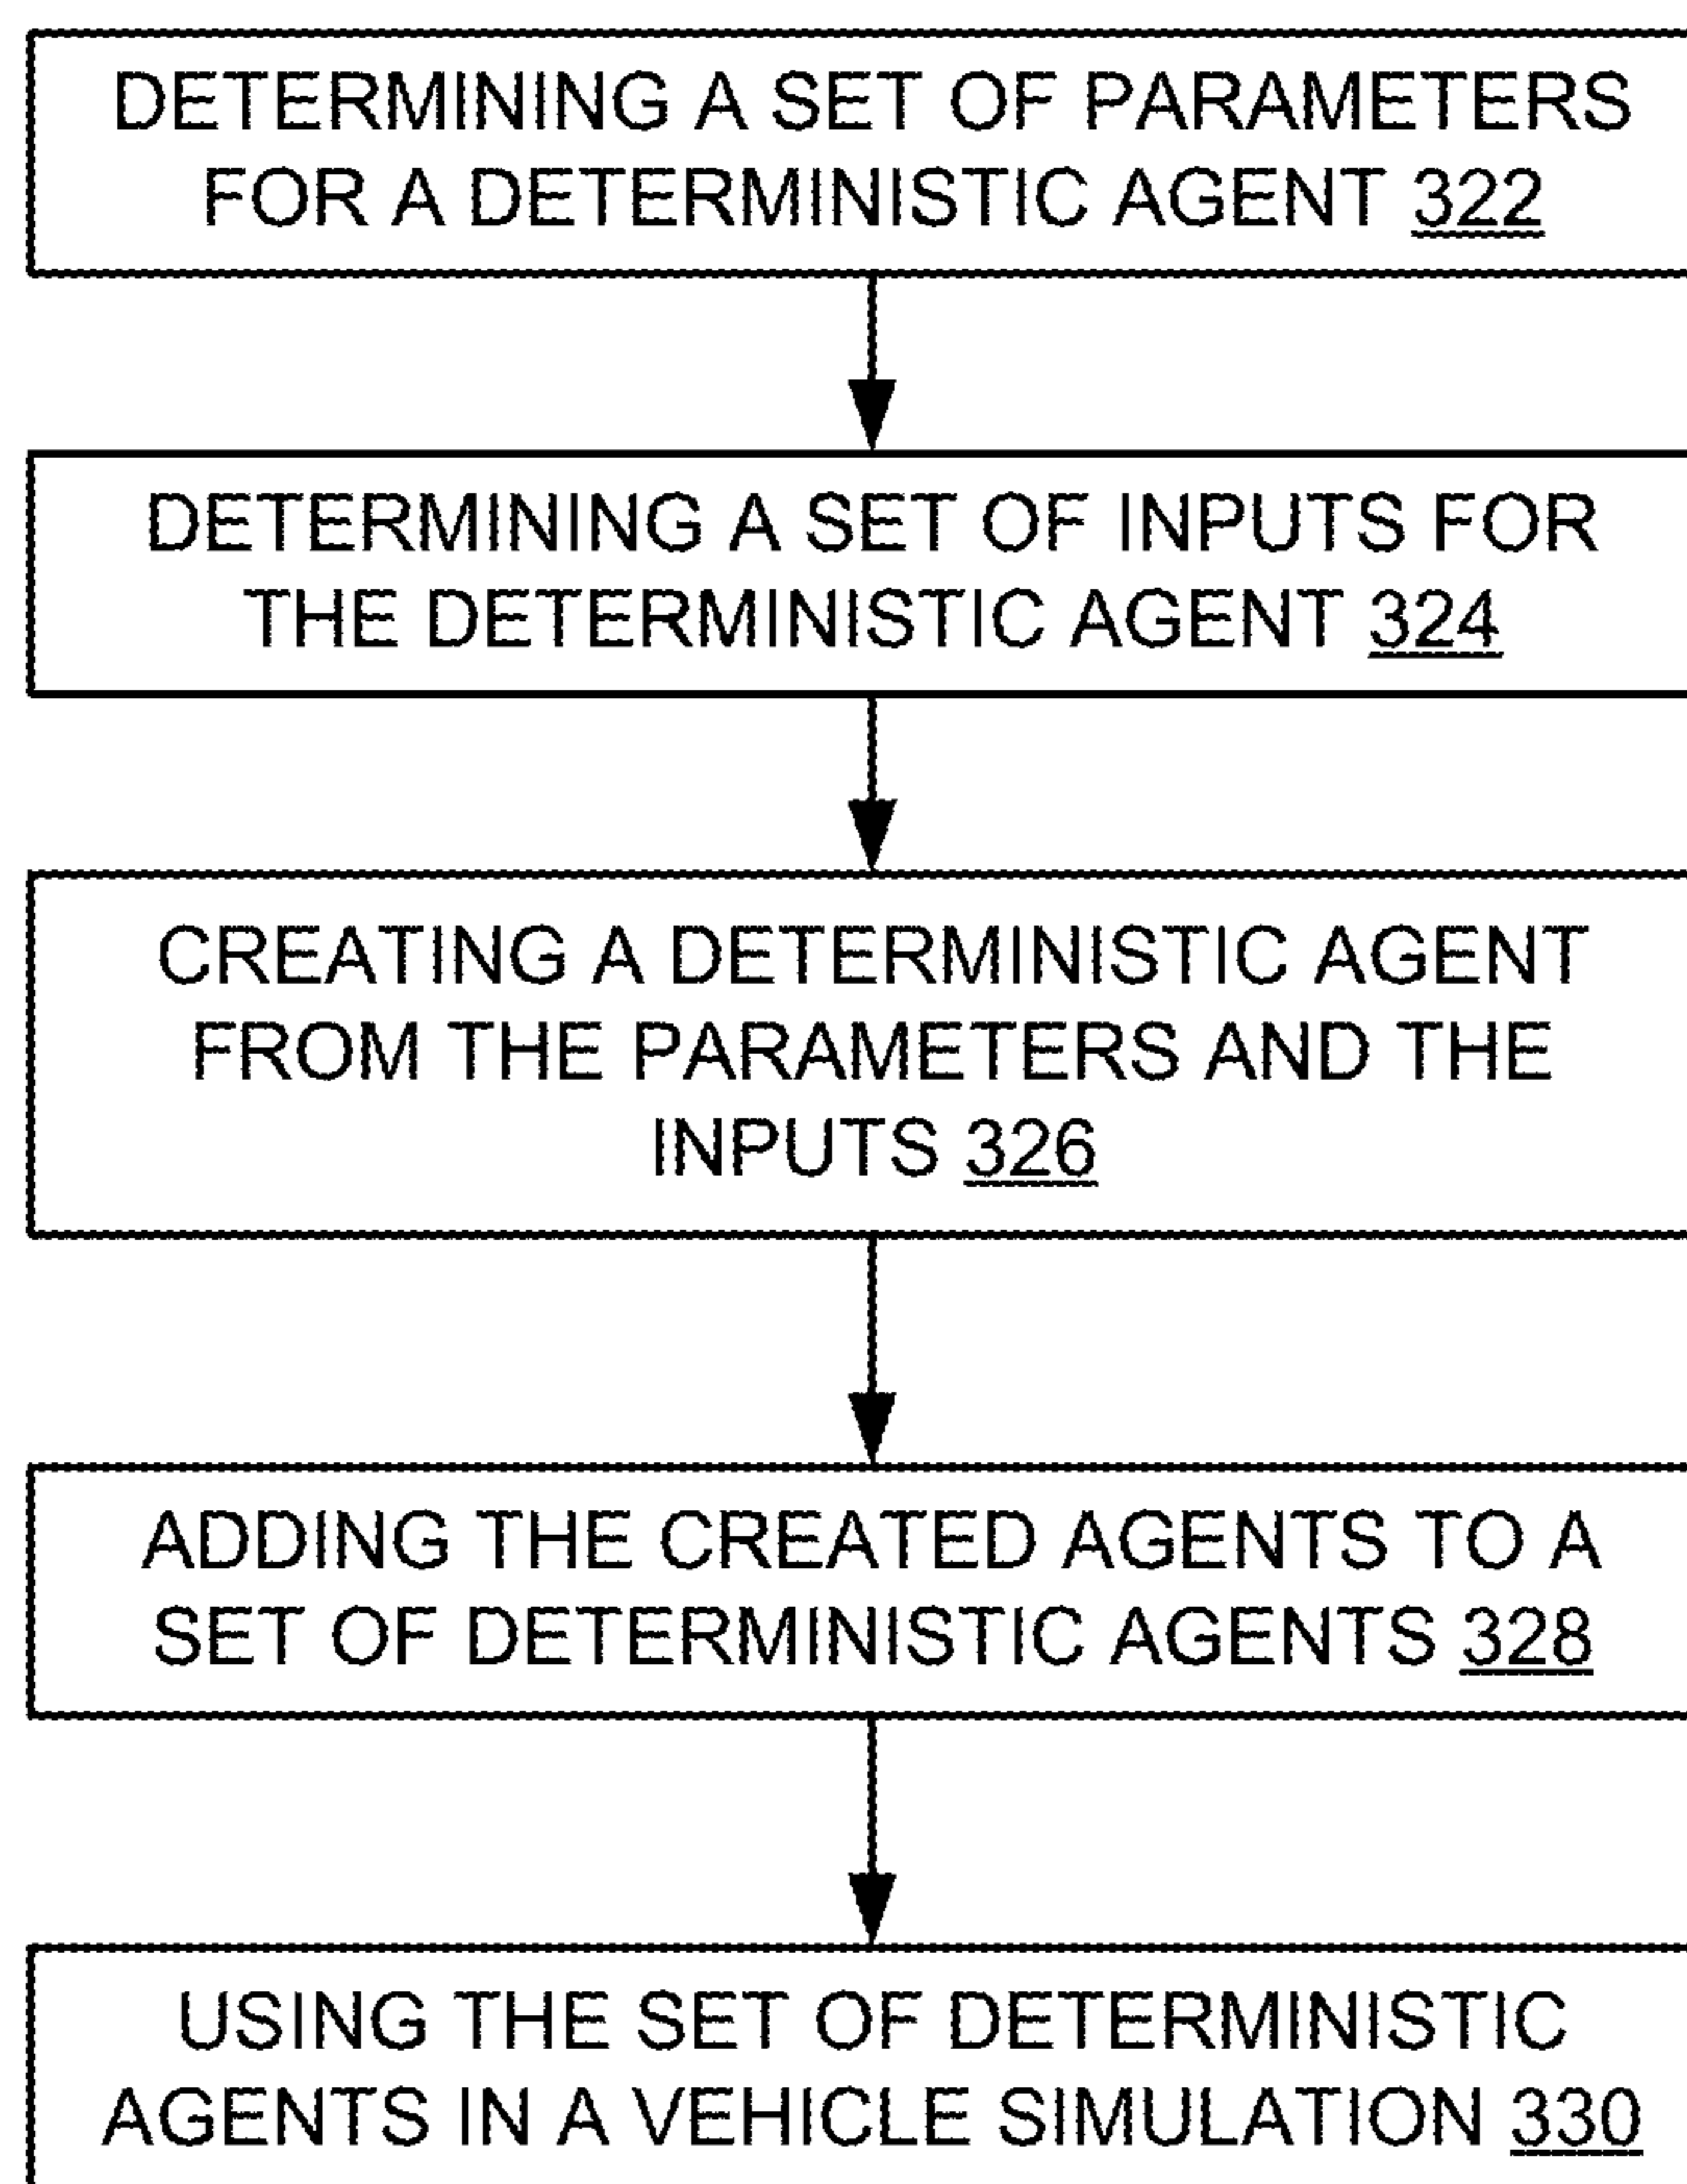 DETERMINING A SET OF PARAMETERS
FOR A DETERMINISTIC AGENT 322
DETERMINING A SET OF INPUTS FOR
THE DETERMINISTIC AGENT 324
CREATING A DETERMINISTIC AGENT
FROM THE PARAMETERS AND THE
INPUTS 326
ADDING THE CREATED AGENTS TO A
SET OF DETERMINISTIC AGENTS 328
USING THE SET OF DETERMINISTIC
AGENTS IN A VEHICLE SIMULATION 330